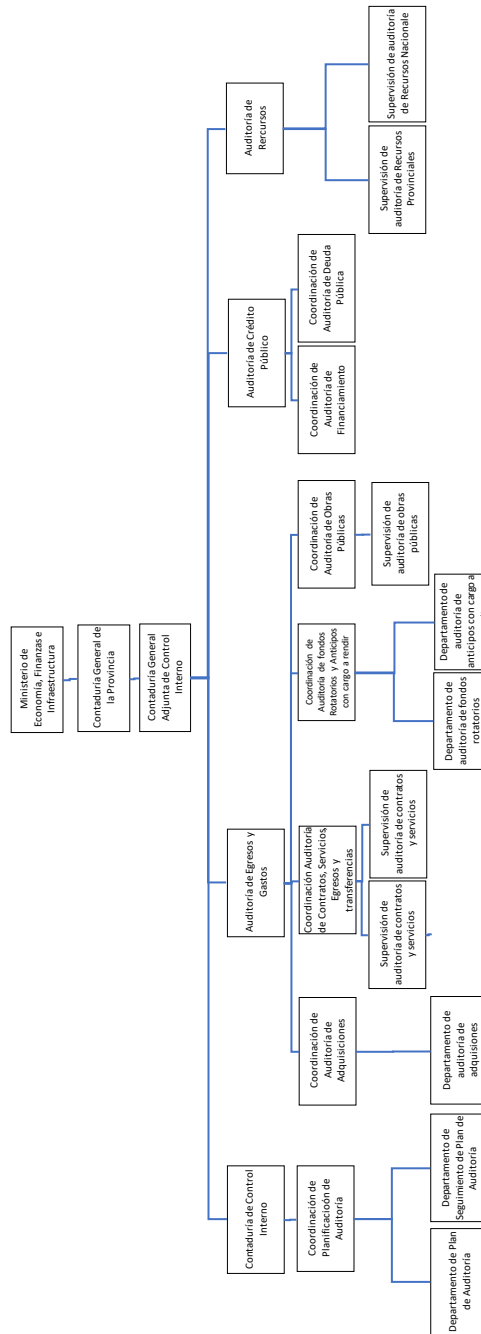 Ministerio de
Economía, Finanzas e
Infraestructura
Contaduría General de
la Provincia
Contaduría General
Adjunta de Control
Interno
Contaduría de Control
Interno
Auditoría de Egresos y
Gastos
Auditoría de Crédito
Público
Auditoría de
Rercursos
Coordinación de
Planificacioón de
Auditoría
Coordinación de
Auditoría de
Adquisiciones
Coordinación Auditoría
de Contratos, Servicios,
Egresos y
transferencias
Coordinación de
Auditoría de fondos
Rotatorios y Anticipos
con cargo a rendir
Coordinación de
Auditoría de Obras
Públicas
Coordinación de
Auditoría de
Financiamiento
Coordinación de
Auditoría de Deuda
Pública
Supervisión de
auditoría de contratos
y servicios
Supervisión de
auditoría de contratos
y servicios
Supervisión de
auditoría de obras
públicas
Supervisión de
auditoría de Recursos
Provinciales
Supervisión de auditoría
de Recursos Nacionale
Departamento de Plan
de Auditoría
Departamento de
Seguimiento de Plan de
Auditoría
Departamento de
auditoría de
adquisiones
Departamento de
auditoría de fondos
rotatorios
Departamento de
auditoría de
anticipos con cargo a